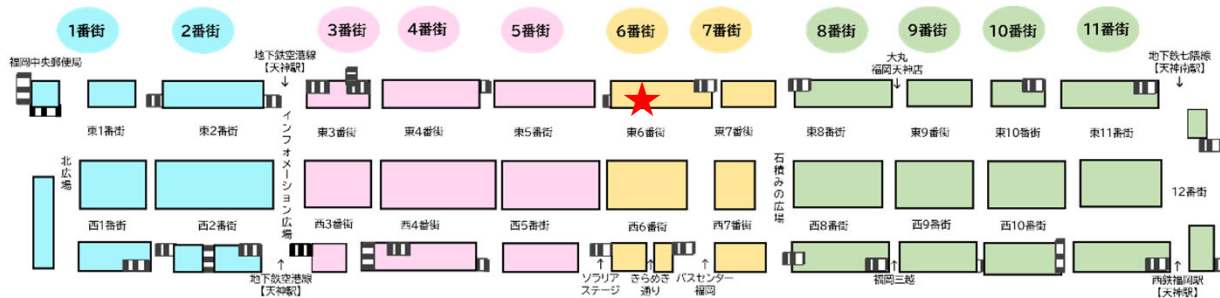 1番街
2番街
3番街
4番街
5番街
6番街
7番街
8番街
9番街
10番街
11番街
福岡中央郵便局
地下鉄空港線
【天神駅】
↓
大丸
福岡天神店
↓
地下鉄七隈線
【天神南駅】
↓
東1番街
東2番街
東3番街
東4番街
東5番街
東6番街
東7番街
東8番街
東9番街
東10番街
東11番街
北広場
インフォメーション広場
石積みの広場
12番街
西1番街
西2番街
西3番街
西4番街
西5番街
西6番街
西7番街
西8番街
西9番街
西10番街
↑
地下鉄空港線
【天神駅】
↑
ソラリア
ステージ
↑
きらめき
通り
↑
バスセンター
福岡
↑
福岡三越
↑
西鉄福岡駅
【天神駅】